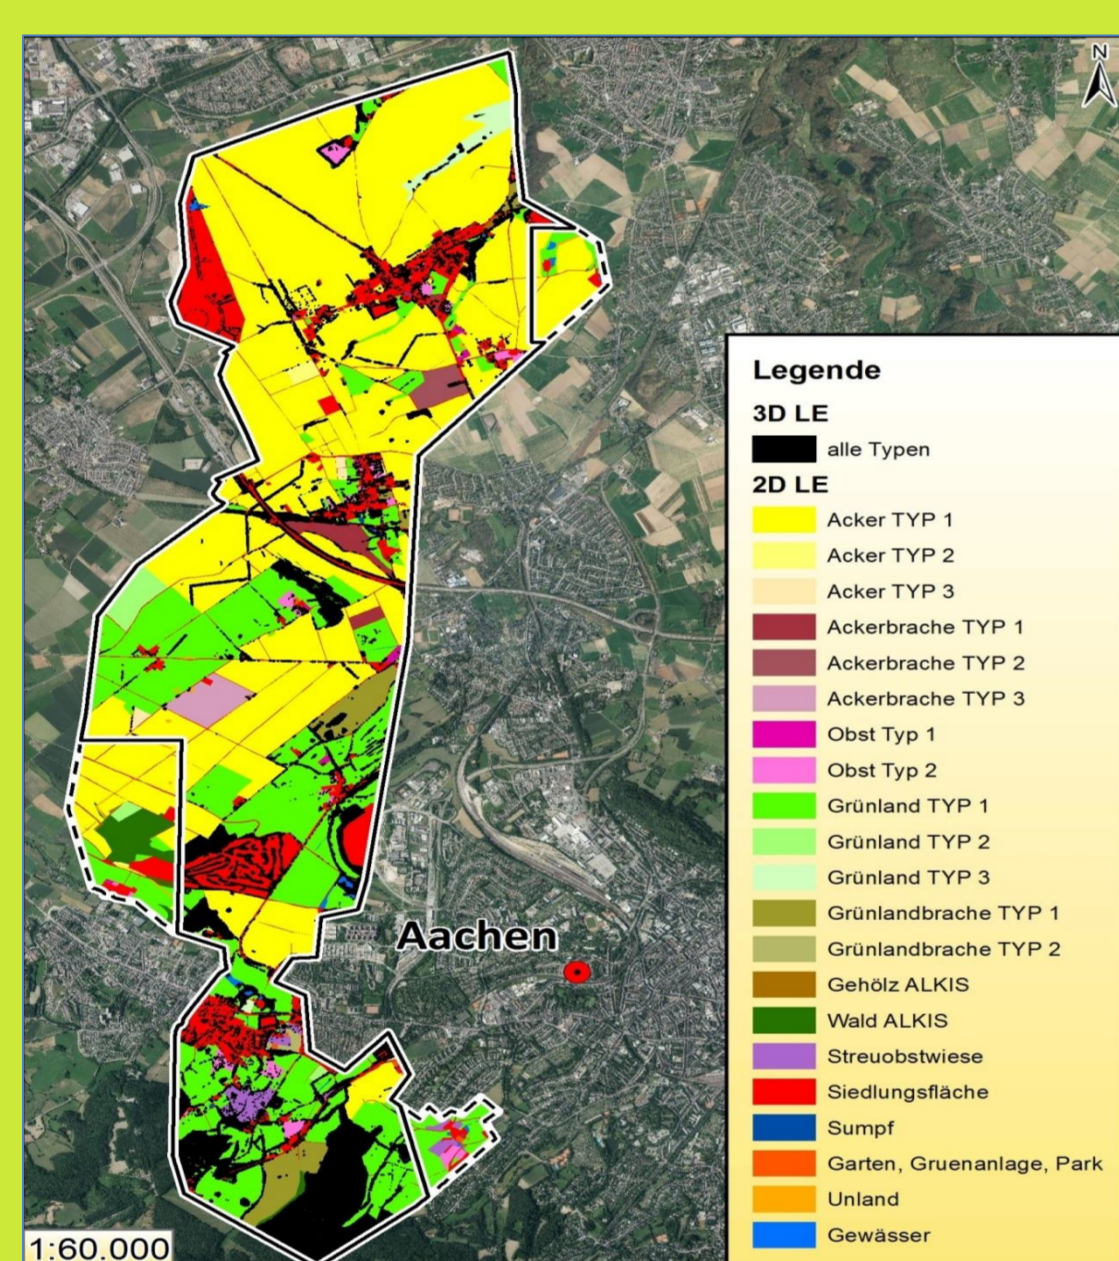 N
Legende
3D LE
alle Typen
2D LE
Acker TYP 1
Acker TYP 2
Acker TYP 3
Ackerbrache TYP 1
Ackerbrache TYP 2
Ackerbrache TYP 3
Obst Typ 1
Obst Typ 2
Grünland TYP 1
Grünland TYP 2
Grünland TYP 3
Grünlandbrache TYP 1
Grünlandbrache TYP 2
Gehölz ALKIS
Wald ALKIS
Streuobstwiese
Siedlungsfläche
Sumpf
Garten, Gruenanlage, Park
Unland
Gewässer
Aachen
1:60.000